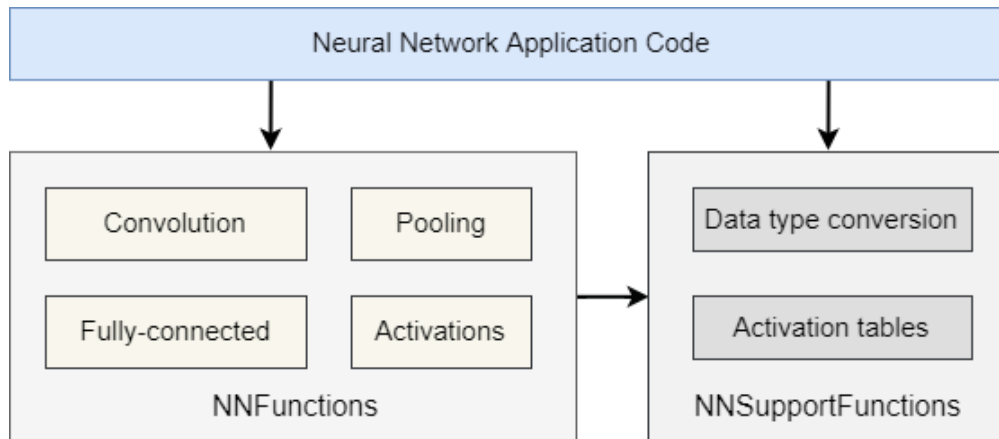 Neural Network Application Code
Convolution
Pooling
Fully-connected
Activations
NNFunctions
Data type conversion
Activation tables
NNSupportFunctions